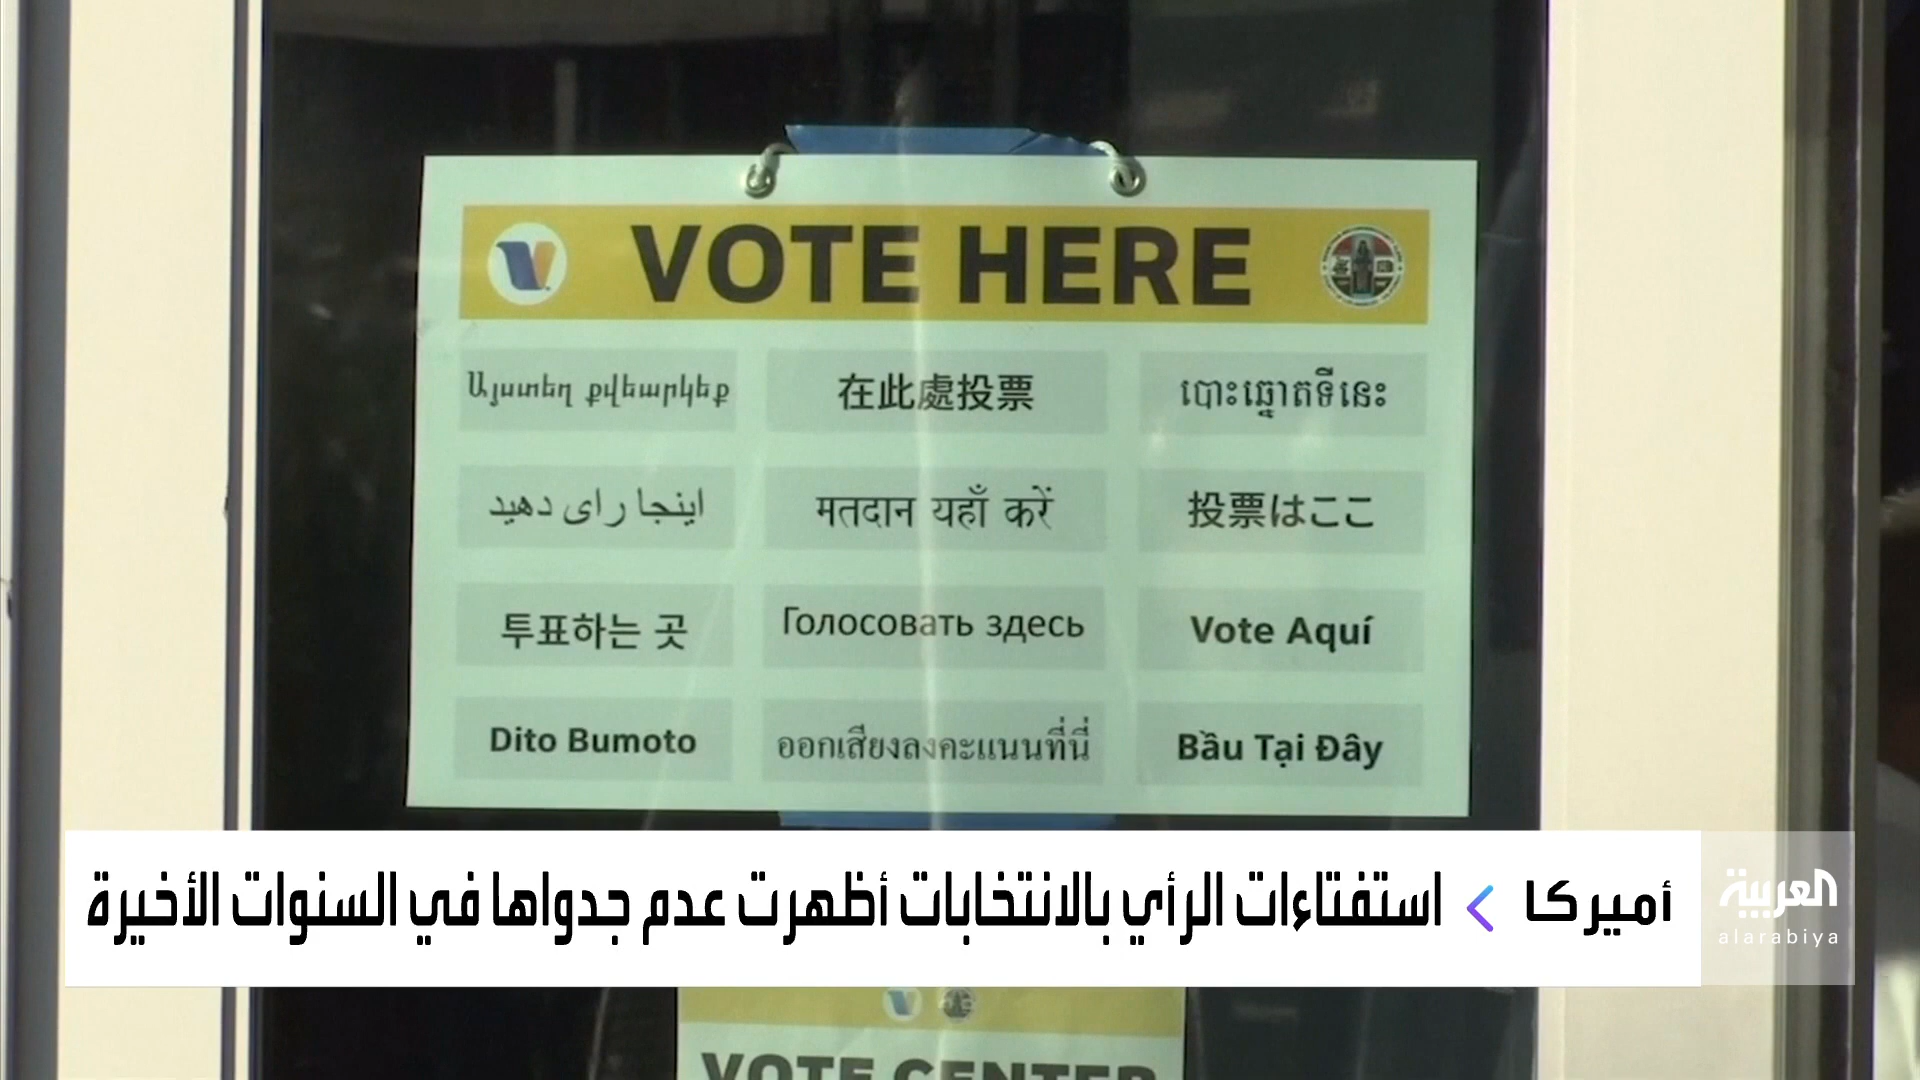 VOTE HERE
Այստեղ քվեարկեք
在此處投票
បោះឆ្នោតទីនេះ
اینجا رای دهید
मतदान यहाँ करें
投票はここ
투표하는 곳
Голосовать здесь
Vote Aquí
Dito Bumoto
ออกเสียงลงคะแนนที่นี่
Bầu Tại Đây
أميركا
استفتاءات الرأي بالانتخابات أظهرت عدم جدواها في السنوات الأخيرة
العربية
alarabiya
VOTE CENTER